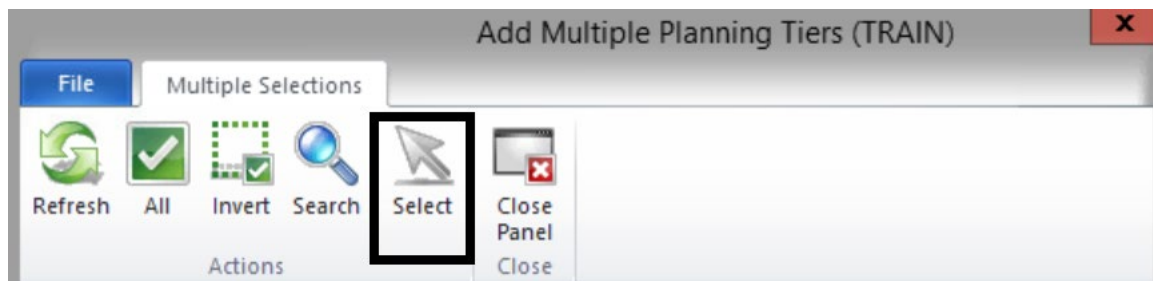 Add Multiple Planning Tiers (TRAIN)
x
File Multiple Selections
Refresh All Invert Search Select Close Panel
Actions Close